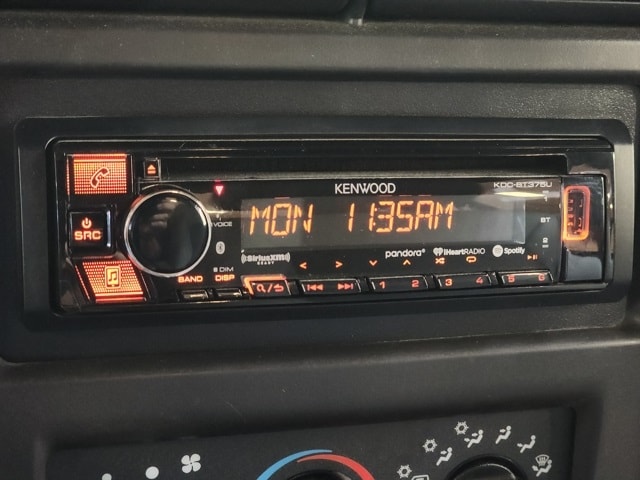 KENWOOD
KDC-BT375U
VOICE
MON 11:35AM
BT
SRC
SiriusXM
READY
pandora
iHeartRADIO
Spotify
DIM
BAND
DISP
1 2
3 4
5 6